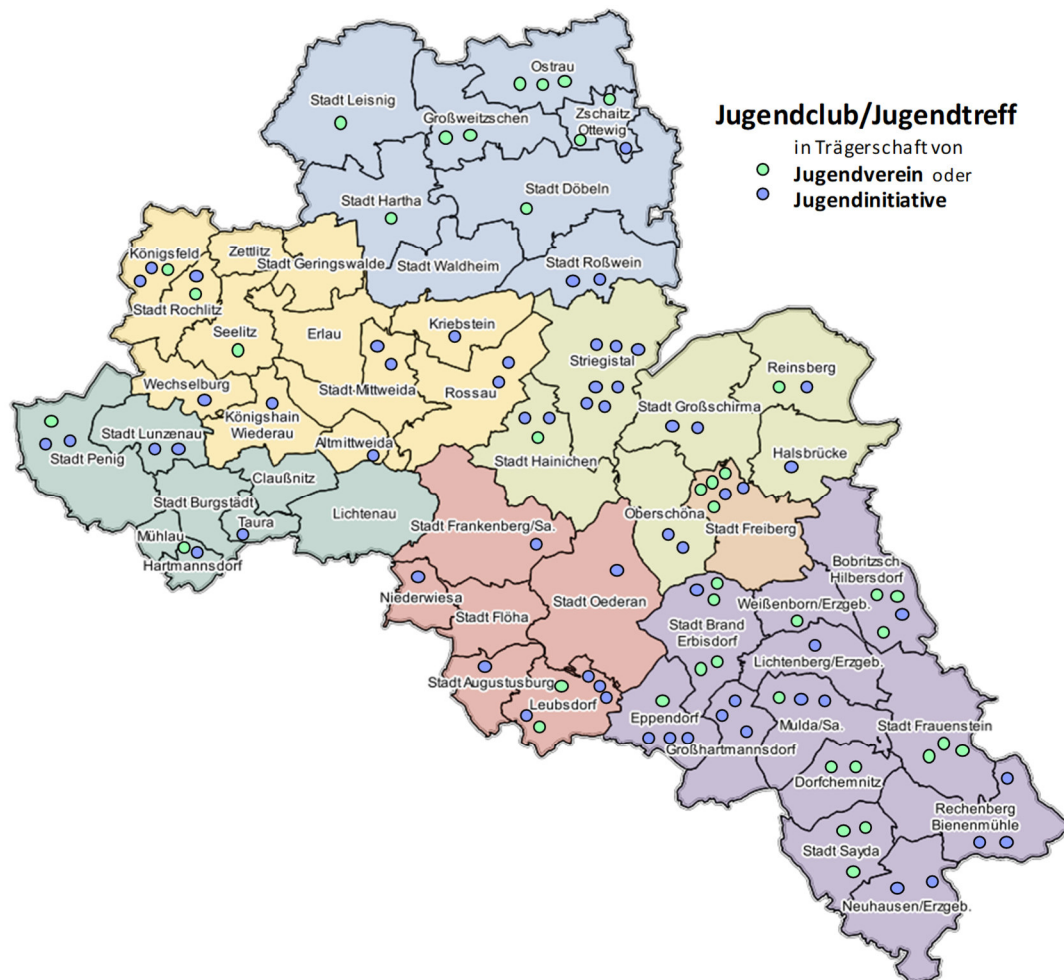 Jugendclub/Jugendtreff
in Trägerschaft von
Jugendverein oder
Jugendinitiative
Ostrau
Stadt Leisnig
Großweitzschen
Zschaitz
Ottewig
Stadt Hartha
Stadt Döbeln
Stadt Waldheim
Stadt Roßwein
Königsfeld
Zettlitz
Stadt Geringswalde
Stadt Rochlitz
Seelitz
Erlau
Kriebstein
Stadt Mittweida
Rossau
Wechselburg
Königshain
Wiederau
Altmittweida
Striegistal
Reinsberg
Stadt Großschirma
Stadt Hainichen
Halsbrücke
Oberschöna
Stadt Freiberg
Stadt Penig
Stadt Lunzenau
Claußnitz
Stadt Burgstädt
Taura
Lichtenau
Mühlau
Hartmannsdorf
Stadt Frankenberg/Sa.
Niederwiesa
Stadt Flöha
Stadt Oederan
Stadt Augustusburg
Leubsdorf
Bobritzsch
Hilbersdorf
Weißenborn/Erzgeb.
Stadt Brand
Erbisdorf
Lichtenberg/Erzgeb.
Eppendorf
Großhartmannsdorf
Mulda/Sa.
Stadt Frauenstein
Dorfchemnitz
Rechenberg
Bienenmühle
Stadt Sayda
Neuhausen/Erzgeb.